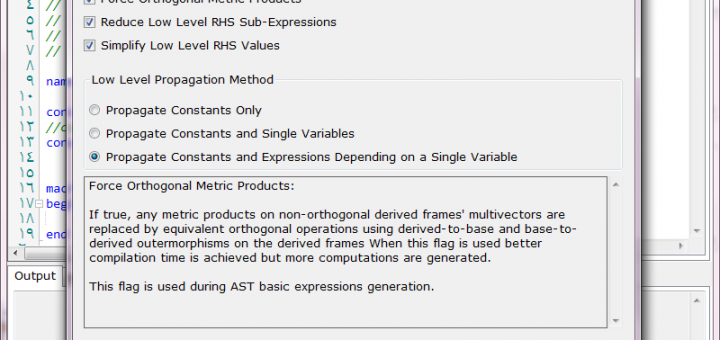 ٤ //
Force Orthogonal Metric Products
٥ //
Reduce Low Level RHS Sub-Expressions
٦ //
٧ //
Simplify Low Level RHS Values
٨
٩ nam
Low Level Propagation Method
١٠
١١ con
Propagate Constants Only
١٢
١٣ con
Propagate Constants and Single Variables
١٤
١٥
Propagate Constants and Expressions Depending on a Single Variable
١٦ mac
١٧ beg
١٨
١٩ end
Force Orthogonal Metric Products:
If true, any metric products on non-orthogonal derived frames' multivectors are
replaced by equivalent orthogonal operations using derived-to-base and base-to-
derived outermorphisms on the derived frames When this flag is used better
compilation time is achieved but more computations are generated.
This flag is used during AST basic expressions generation.
Output